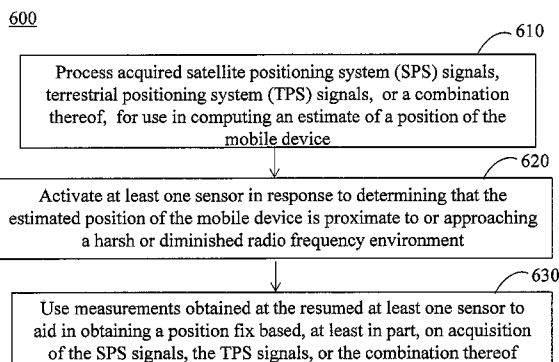 600
610
Process acquired satellite positioning system (SPS) signals,
terrestrial positioning system (TPS) signals, or a combination
thereof, for use in computing an estimate of a position of the
mobile device
620
Activate at least one sensor in response to determining that the
estimated position of the mobile device is proximate to or approaching
a harsh or diminished radio frequency environment
630
Use measurements obtained at the resumed at least one sensor to
aid in obtaining a position fix based, at least in part, on acquisition
of the SPS signals, the TPS signals, or the combination thereof